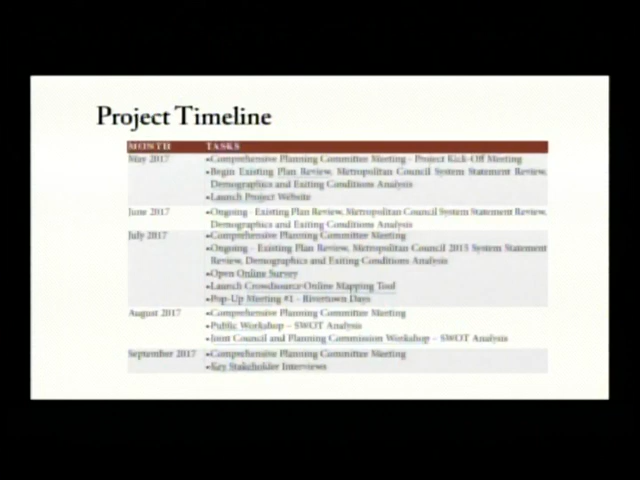 Project Timeline
MONTH TASKS
May 2017 •Comprehensive Planning Committee Meeting - Project Kick-Off Meeting
•Begin Existing Plan Review, Metropolitan Council System Statement Review,
Demographics and Exiting Conditions Analysis
•Launch Project Website
June 2017 •Ongoing - Existing Plan Review, Metropolitan Council System Statement Review,
Demographics and Exiting Conditions Analysis
July 2017 •Comprehensive Planning Committee Meeting
•Ongoing - Existing Plan Review, Metropolitan Council 2015 System Statement
Review, Demographics and Exiting Conditions Analysis
•Open Online Survey
•Launch Crowdsource Online Mapping Tool
•Pop-Up Meeting #1 - Rivertown Days
August 2017 •Comprehensive Planning Committee Meeting
•Public Workshop – SWOT Analysis
•Joint Council and Planning Commission Workshop – SWOT Analysis
September 2017 •Comprehensive Planning Committee Meeting
•Key Stakeholder Interviews